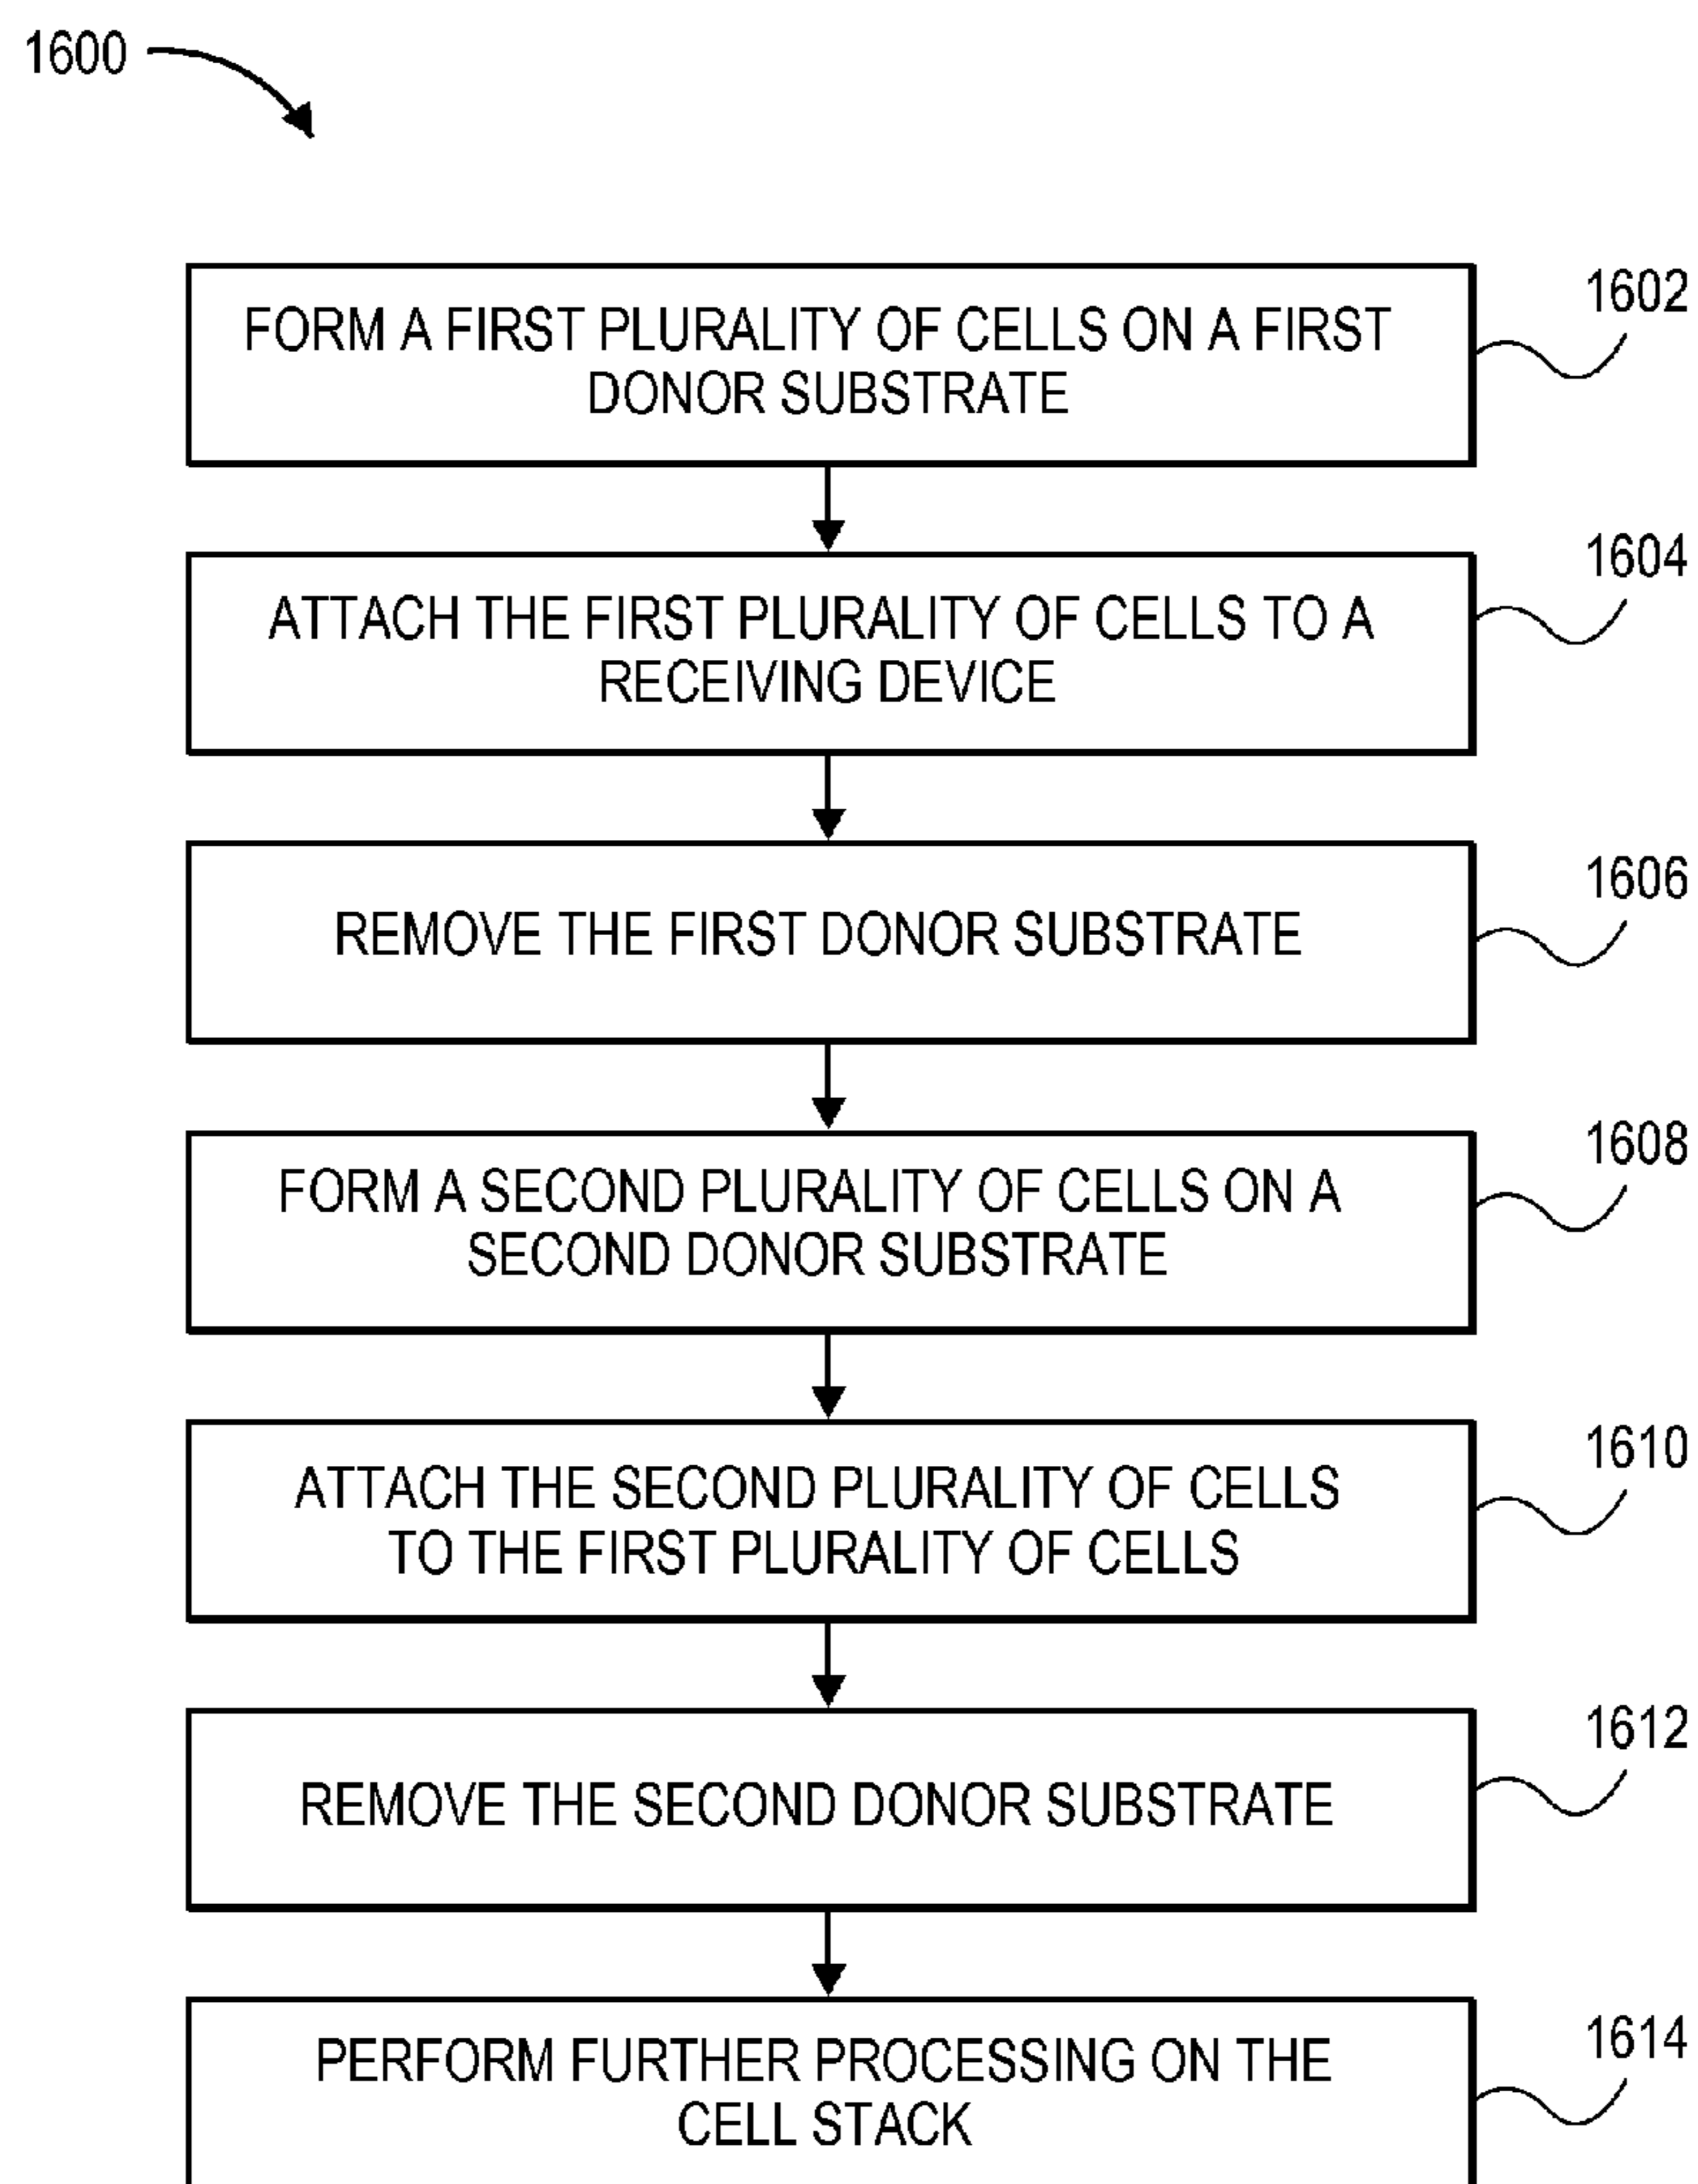 1600
FORM A FIRST PLURALITY OF CELLS ON A FIRST
DONOR SUBSTRATE
1602
ATTACH THE FIRST PLURALITY OF CELLS TO A
RECEIVING DEVICE
1604
REMOVE THE FIRST DONOR SUBSTRATE
1606
FORM A SECOND PLURALITY OF CELLS ON A
SECOND DONOR SUBSTRATE
1608
ATTACH THE SECOND PLURALITY OF CELLS
TO THE FIRST PLURALITY OF CELLS
1610
REMOVE THE SECOND DONOR SUBSTRATE
1612
PERFORM FURTHER PROCESSING ON THE
CELL STACK
1614